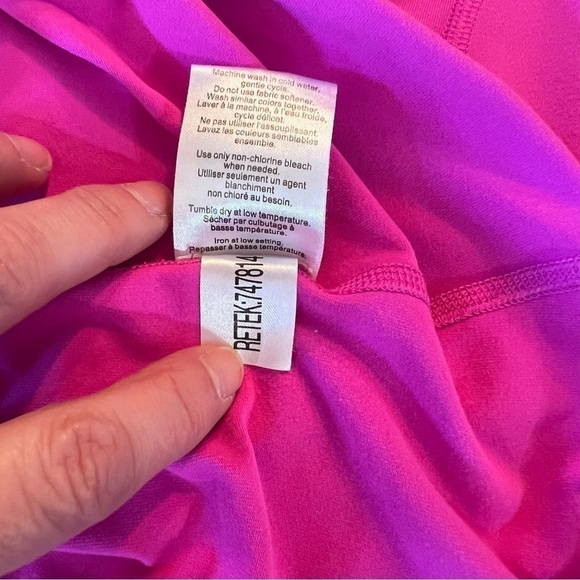 Machine wash in cold water,
gentle cycle.
Do not use fabric softener.
Wash similar colors together.
Laver à la machine, à l'eau froide,
cycle délicat.
Ne pas utiliser l'assouplissant.
Lavez les couleurs semblables
ensemble.
Use only non-chlorine bleach
when needed.
Utiliser seulement un agent
blanchiment
non chloré au besoin.
Tumble dry at low temperature.
Sécher par culbutage à
basse température.
Iron at low setting.
Repasser à basse température.
RETEK:747814